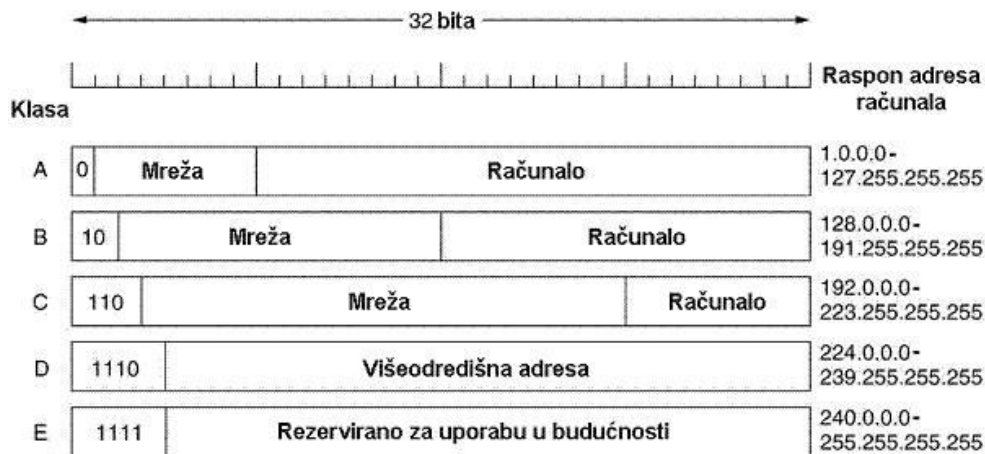 32 bita
Raspon adresa
računala
Klasa
A 0 Mreža Računalo 1.0.0.0-
127.255.255.255
B 10 Mreža Računalo 128.0.0.0-
191.255.255.255
C 110 Mreža Računalo 192.0.0.0-
223.255.255.255
D 1110 Višeodredišna adresa 224.0.0.0-
239.255.255.255
E 1111 Rezervirano za uporabu u budućnosti 240.0.0.0-
255.255.255.255